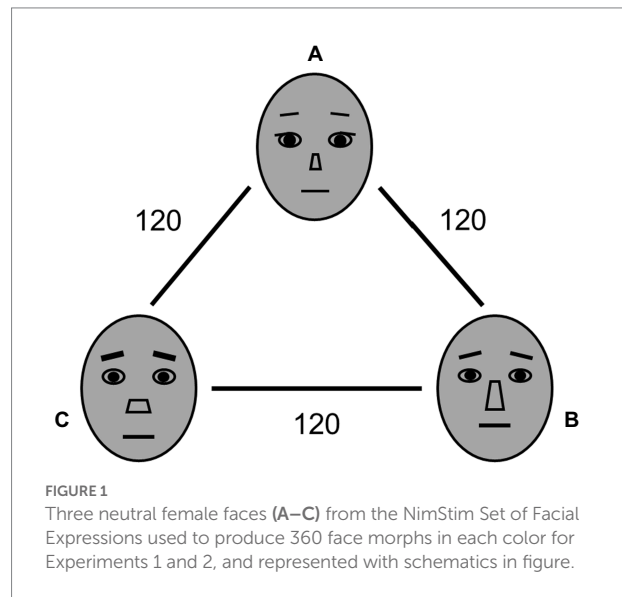 A
120
120
C
B
120
FIGURE 1
Three neutral female faces (A–C) from the NimStim Set of Facial
Expressions used to produce 360 face morphs in each color for
Experiments 1 and 2, and represented with schematics in figure.